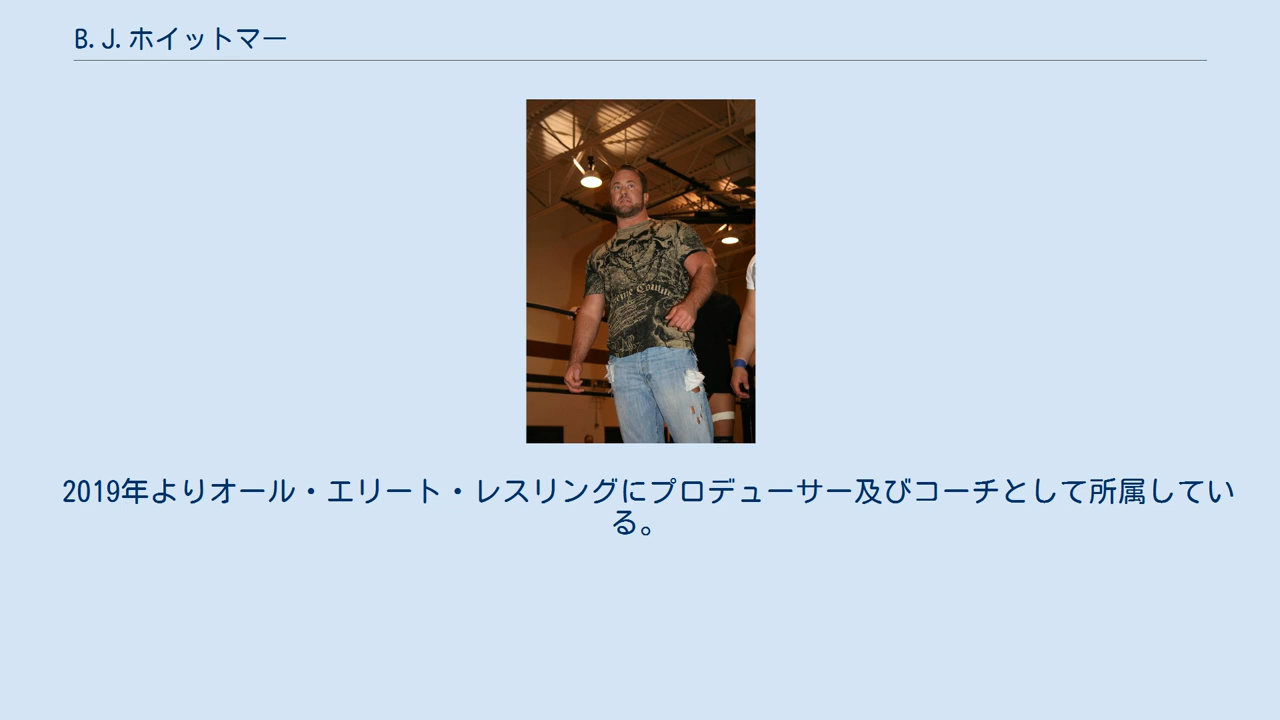 B.J.ホイットマー
2019年よりオール・エリート・レスリングにプロデューサー及びコーチとして所属してい
る。